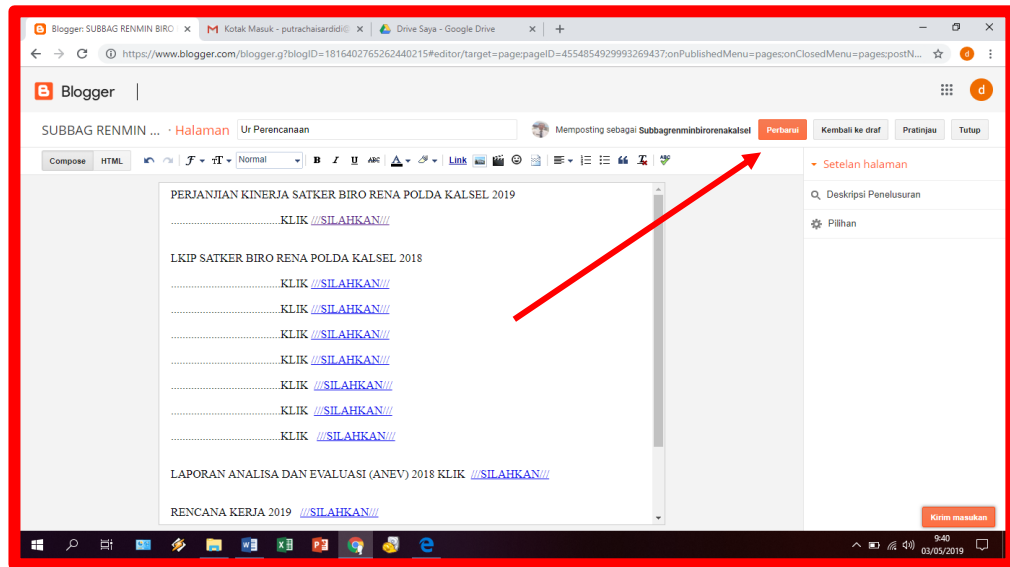 Blogger: SUBBAG RENMIN BIRO
Kotak Masuk - putrachaisardidi@
Drive Saya - Google Drive
https://www.blogger.com/blogger.g?blogID=1816402765262440215#editor/target=page;pageID=4554854929993269437;onPublishedMenu=pages;onClosedMenu=pages;postN...
d
Blogger
d
SUBBAG RENMIN ... · Halaman Ur Perencanaan
Memposting sebagai Subbagrenminbirorenakalsel Perbarui Kembali ke draf Pratinjau Tutup
Compose HTML Normal B I U ABC A Link
Setelan halaman
Deskripsi Penelusuran
Pilihan
PERJANJIAN KINERJA SATKER BIRO RENA POLDA KALSEL 2019
................................................KLIK ///SILAHKAN///
LKIP SATKER BIRO RENA POLDA KALSEL 2018
................................................KLIK ///SILAHKAN///
................................................KLIK ///SILAHKAN///
................................................KLIK ///SILAHKAN///
................................................KLIK ///SILAHKAN///
................................................KLIK ///SILAHKAN///
................................................KLIK ///SILAHKAN///
................................................KLIK ///SILAHKAN///
LAPORAN ANALISA DAN EVALUASI (ANEV) 2018 KLIK ///SILAHKAN///
RENCANA KERJA 2019 ///SILAHKAN///
Kirim masukan
9:40
03/05/2019